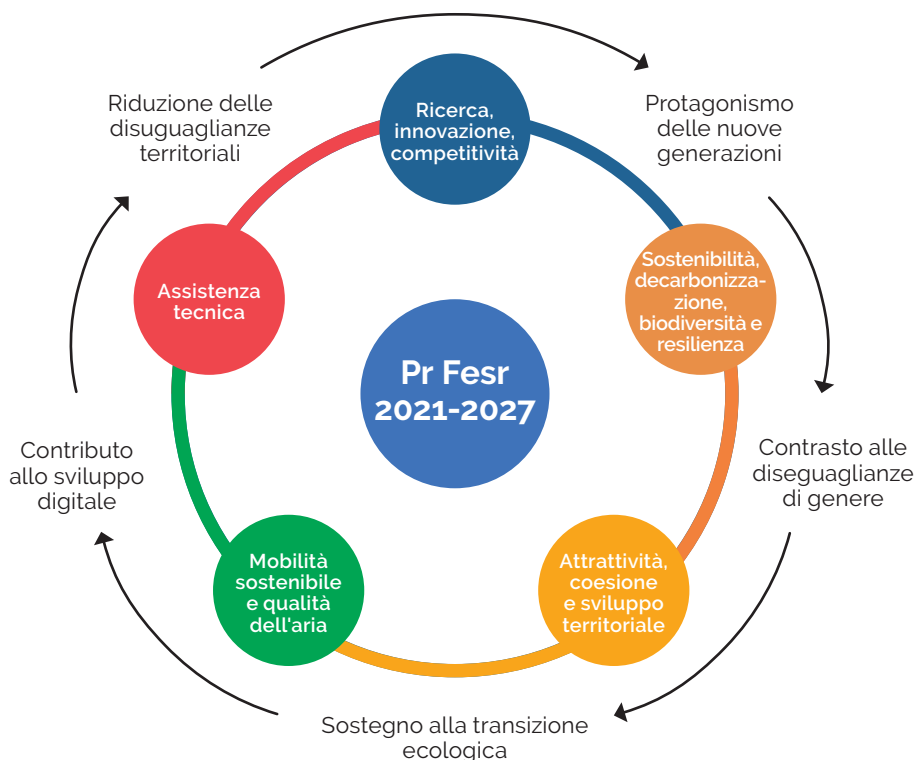 Riduzione delle
disuguaglianze
territoriali
Ricerca,
innovazione,
competitività
Protagonismo
delle nuove
generazioni
Assistenza
tecnica
Sostenibilità,
decarbonizza-
zione,
biodiversità e
resilienza
Pr Fesr
2021-2027
Contributo
allo sviluppo
digitale
Contrasto alle
diseguaglianze
di genere
Mobilità
sostenibile
e qualità
dell'aria
Attrattività,
coesione
e sviluppo
territoriale
Sostegno alla transizione
ecologica